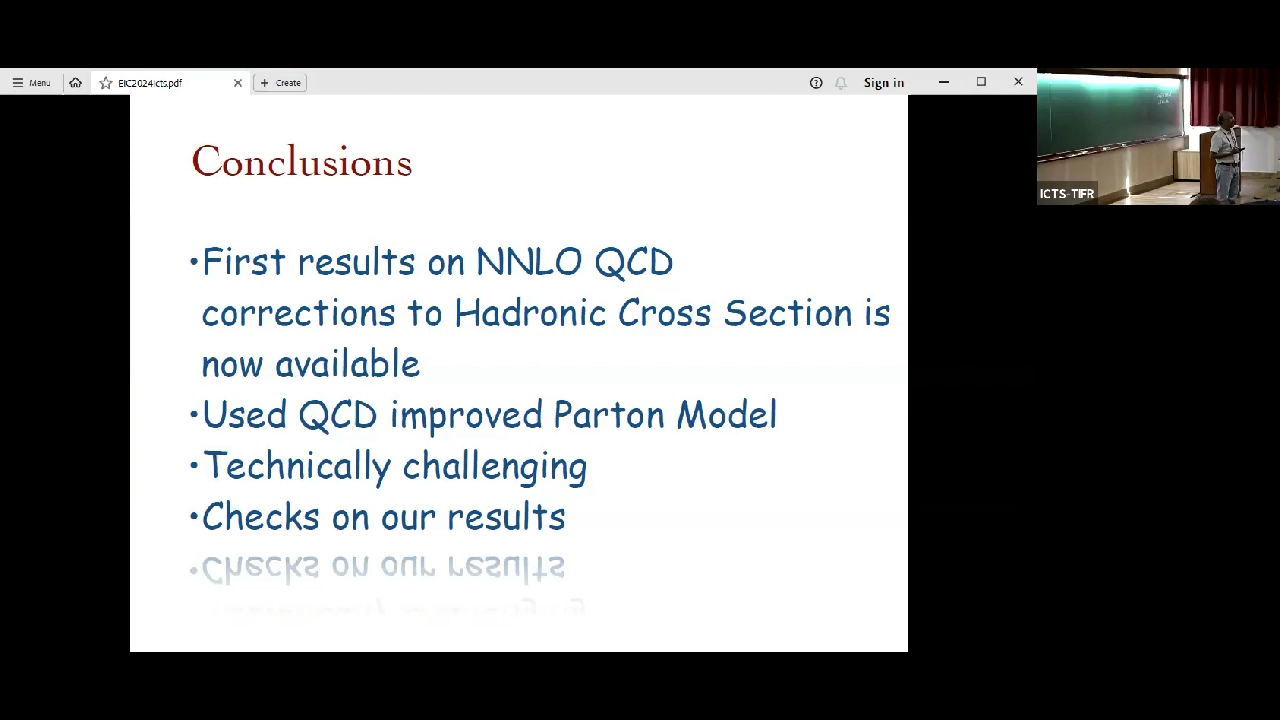 Menu
EIC2024Icts.pdf
Create
Sign in
ICTS-TIFR
Conclusions
•First results on NNLO QCD
corrections to Hadronic Cross Section is
now available
•Used QCD improved Parton Model
•Technically challenging
•Checks on our results